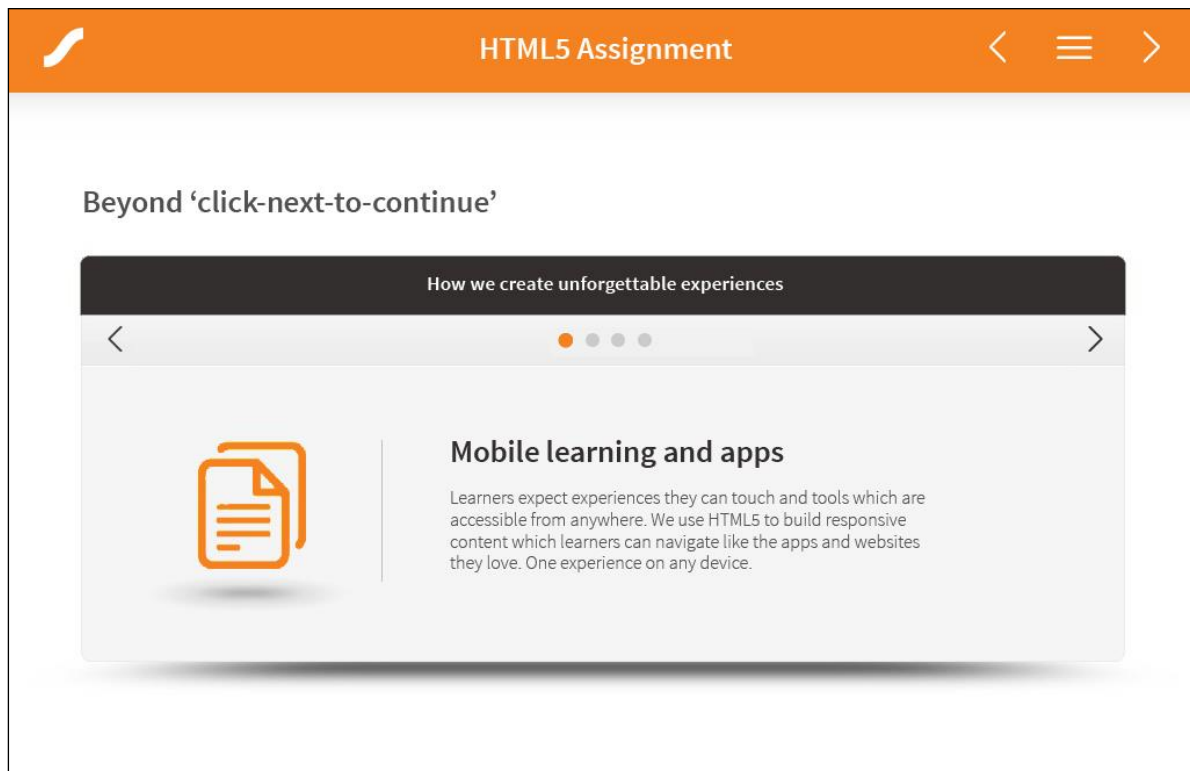 HTML5 Assignment
Beyond ‘click-next-to-continue’
How we create unforgettable experiences
Mobile learning and apps
Learners expect experiences they can touch and tools which are
accessible from anywhere. We use HTML5 to build responsive
content which learners can navigate like the apps and websites
they love. One experience on any device.